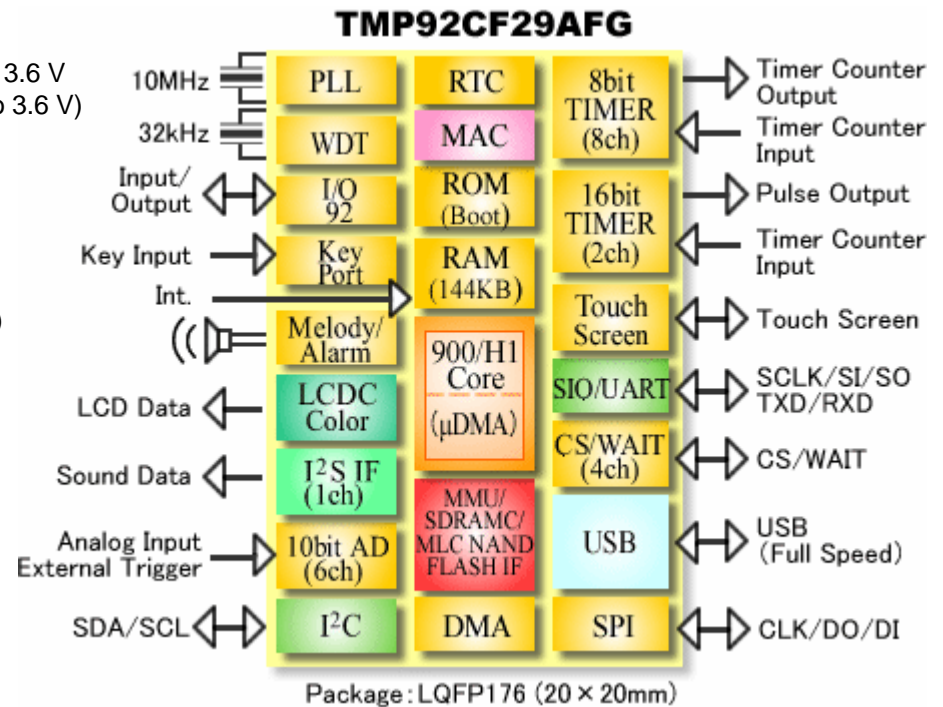 TMP92CF29AFG
3.6 V
3.6 V)
)
10MHz
32kHz
Input/
Output
Key Input
Int.
LCD Data
Sound Data
Analog Input
External Trigger
SDA/SCL
PLL
WDT
I/O
92
Key
Port
Melody/
Alarm
LCDC
Color
I²S IF
(1ch)
10bit AD
(6ch)
I²C
RTC
MAC
ROM
(Boot)
RAM
(144KB)
900/H1
Core
(μDMA)
MMU/
SDRAMC/
MLC NAND
FLASH IF
DMA
8bit
TIMER
(8ch)
16bit
TIMER
(2ch)
Touch
Screen
SIO/UART
CS/WAIT
(4ch)
USB
SPI
Timer Counter
Output
Timer Counter
Input
Pulse Output
Timer Counter
Input
Touch Screen
SCLK/SI/SO
TXD/RXD
CS/WAIT
USB
(Full Speed)
CLK/DO/DI
Package:LQFP176 (20×20mm)